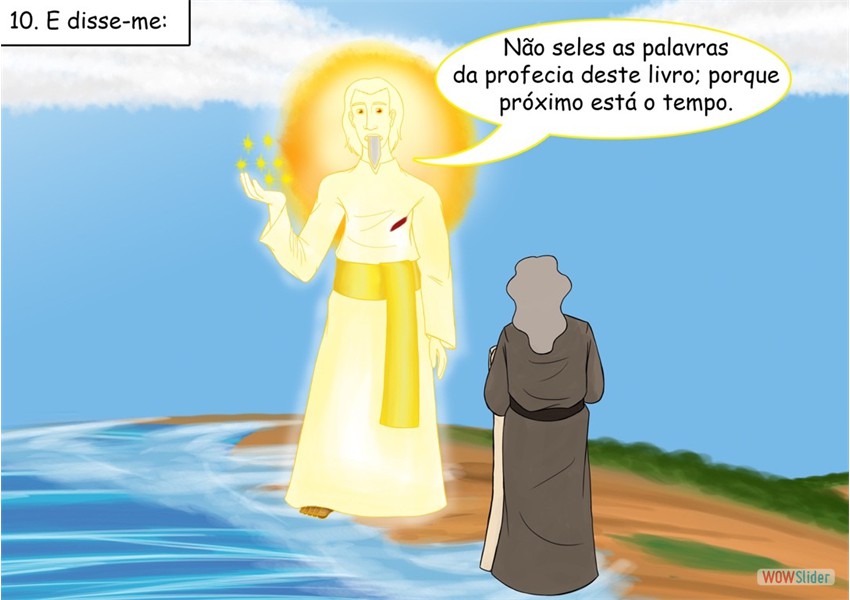 10. E disse-me:
Não seles as palavras
da profecia deste livro; porque
próximo está o tempo.
WOWSlider